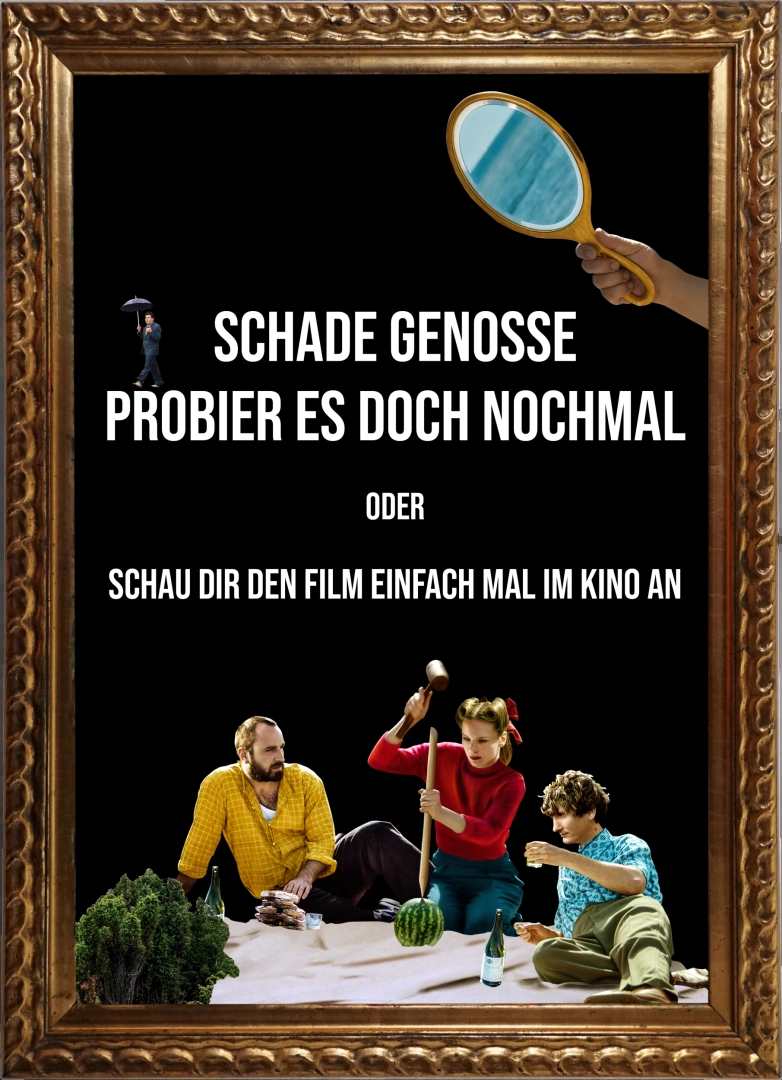 SCHADE GENOSSE
PROBIER ES DOCH NOCHMAL
ODER
SCHAU DIR DEN FILM EINFACH MAL IM KINO AN